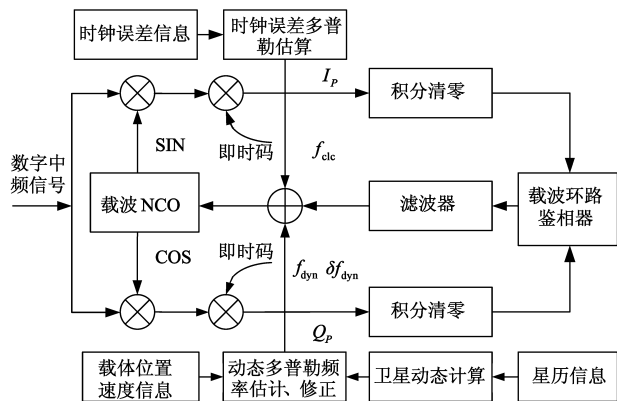 时钟误差信息
时钟误差多普
勒估算
I_P
积分清零
SIN
即时码
f_clc
数字中
频信号
载波 NCO
滤波器
载波环路
鉴相器
COS
即时码
f_dyn δf_dyn
积分清零
Q_P
载体位置
速度信息
动态多普勒频
率估计、修正
卫星动态计算
星历信息